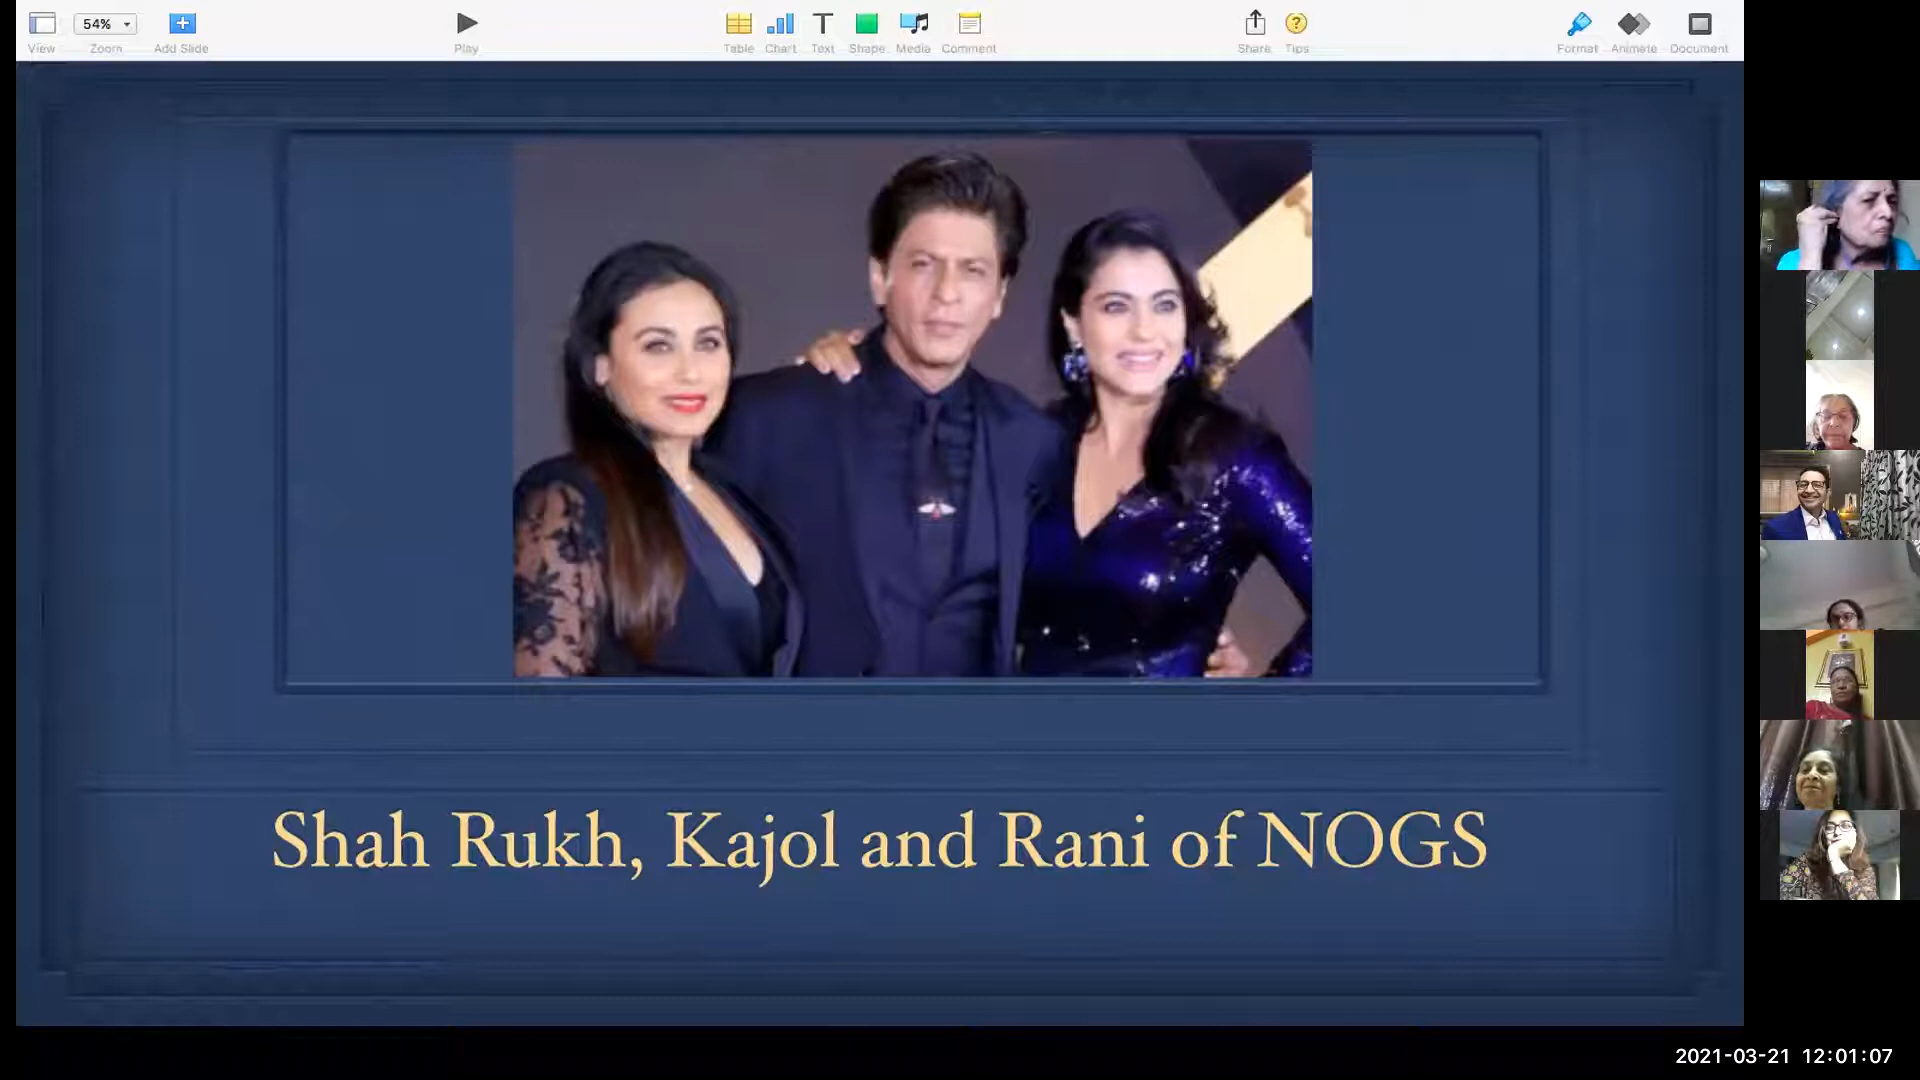 54%
View
Zoom
Add Slide
Play
Table
Chart
Text
Shape
Media
Comment
Share
Tips
Format
Animate
Document
Shah Rukh, Kajol and Rani of NOGS
2021-03-21 12:01:07